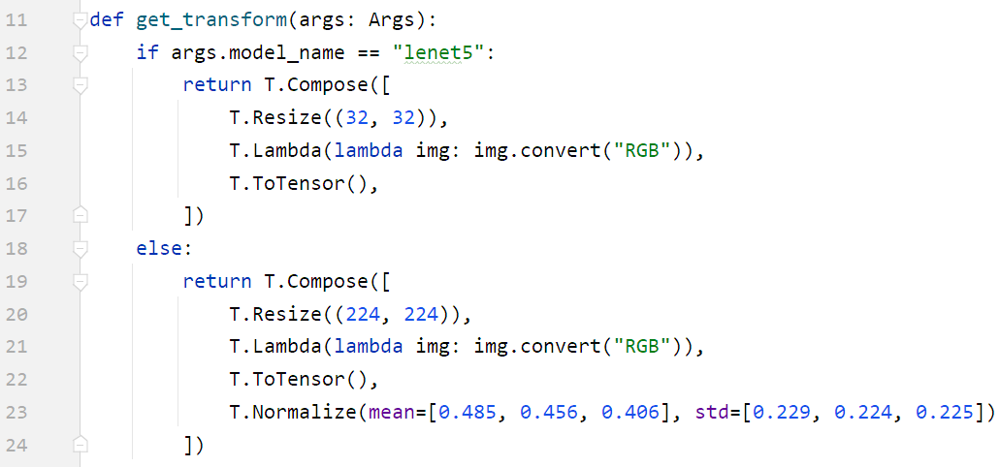 11 def get_transform(args: Args):
12     if args.model_name == "lenet5":
13         return T.Compose([
14             T.Resize((32, 32)),
15             T.Lambda(lambda img: img.convert("RGB")),
16             T.ToTensor(),
17         ])
18     else:
19         return T.Compose([
20             T.Resize((224, 224)),
21             T.Lambda(lambda img: img.convert("RGB")),
22             T.ToTensor(),
23             T.Normalize(mean=[0.485, 0.456, 0.406], std=[0.229, 0.224, 0.225])
24         ])